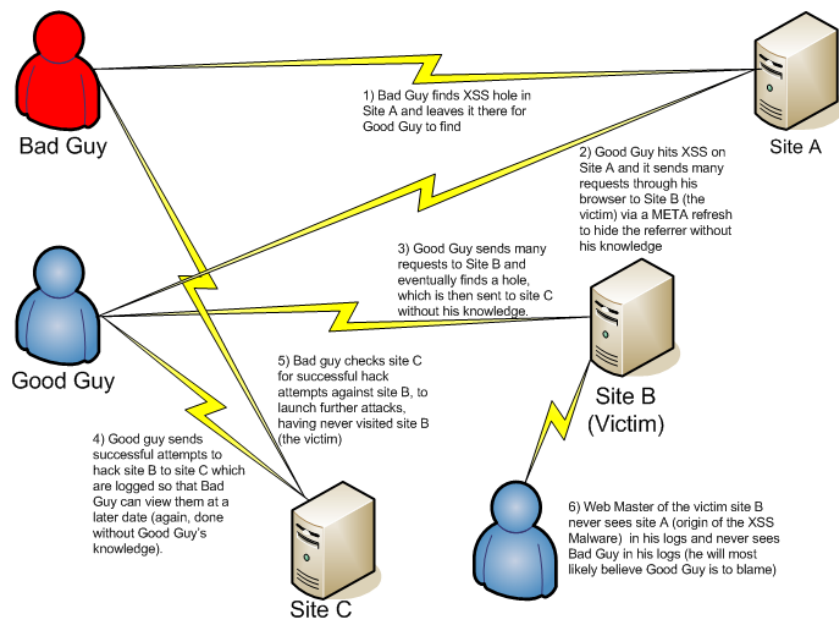 1) Bad Guy finds XSS hole in
Site A and leaves it there for
Good Guy to find
Bad Guy
Site A
2) Good Guy hits XSS on
Site A and it sends many
requests through his
browser to Site B (the
victim) via a META refresh
to hide the referrer without
his knowledge
3) Good Guy sends many
requests to Site B and
eventually finds a hole,
which is then sent to site C
without his knowledge.
Good Guy
5) Bad guy checks site C
for successful hack
attempts against site B, to
launch further attacks,
having never visited site B
(the victim)
Site B
(Victim)
4) Good guy sends
successful attempts to
hack site B to site C which
are logged so that Bad
Guy can view them at a
later date (again, done
without Good Guy's
knowledge).
6) Web Master of the victim site B
never sees site A (origin of the XSS
Malware) in his logs and never sees
Bad Guy in his logs (he will most
likely believe Good Guy is to blame)
Site C